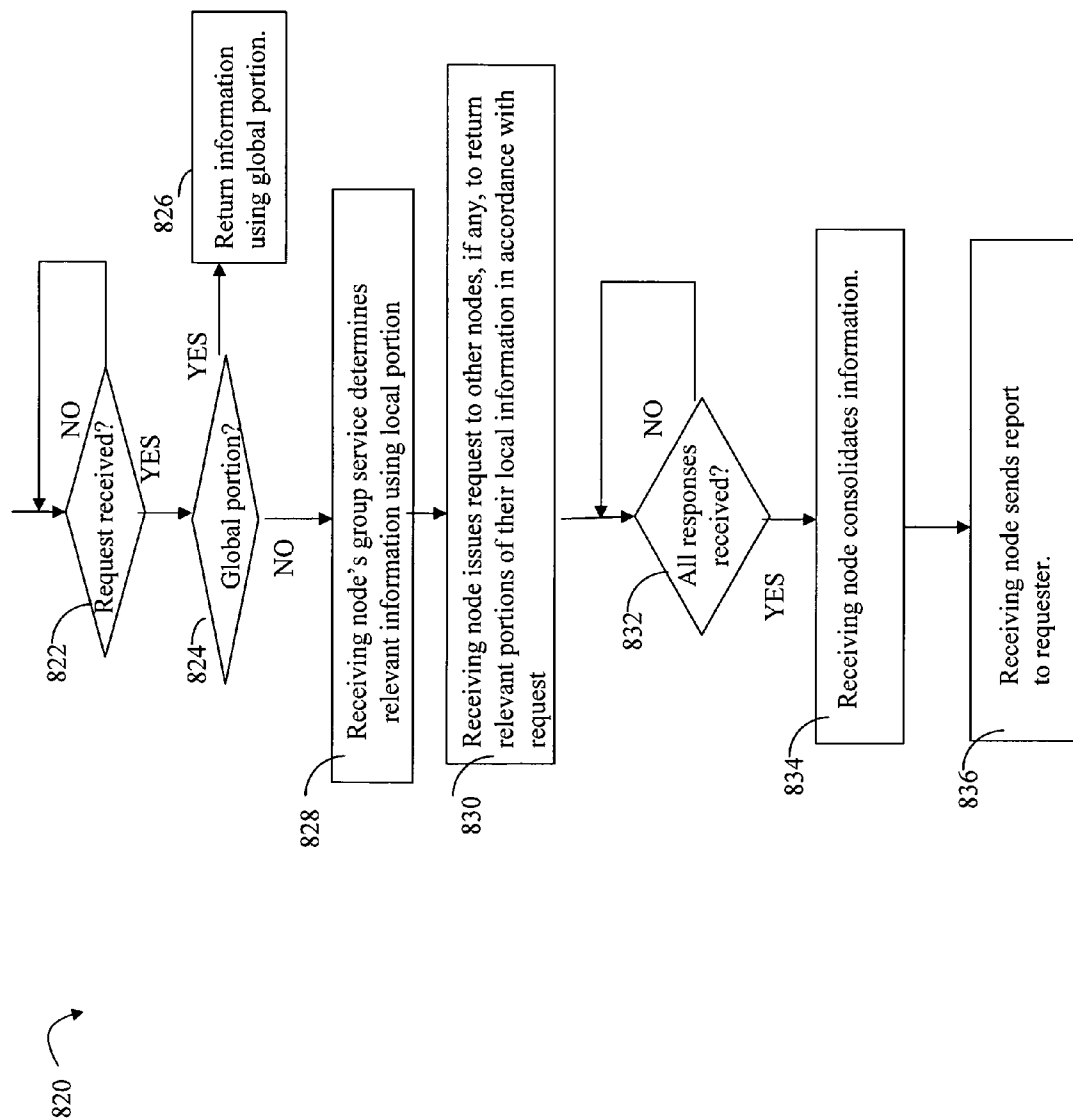 820
822
Request received?
NO
YES
824
Global portion?
YES
NO
826
Return information
using global portion.
828
Receiving node's group service determines
relevant information using local portion
830
Receiving node issues request to other nodes, if any, to return
relevant portions of their local information in accordance with
request
832
All responses
received?
NO
YES
834
Receiving node consolidates information.
836
Receiving node sends report
to requester.